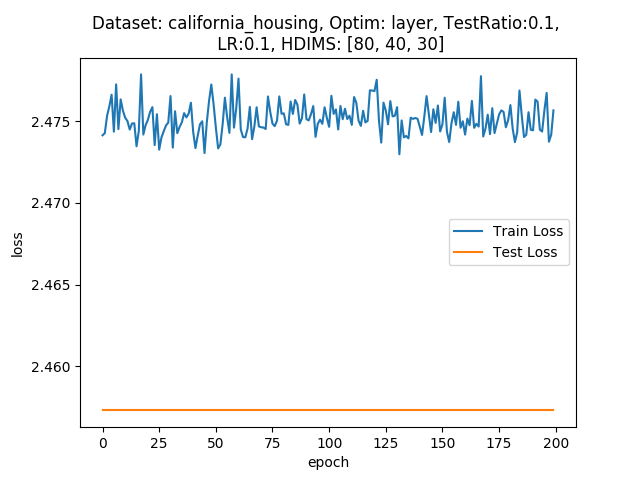 Dataset: california_housing, Optim: layer, TestRatio:0.1,
LR:0.1, HDIMS: [80, 40, 30]
2.475
2.470
2.465
2.460
loss
Train Loss
Test Loss
0 25 50 75 100 125 150 175 200
epoch